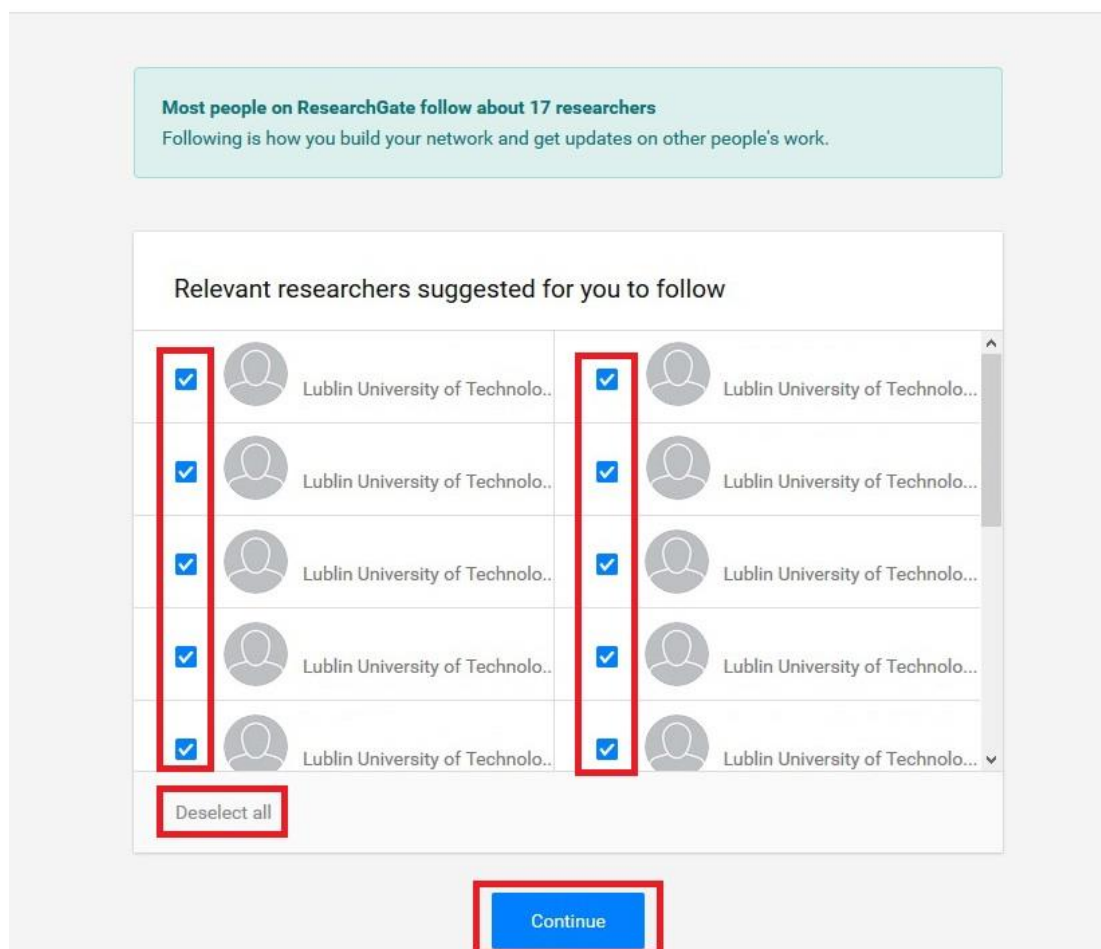 Most people on ResearchGate follow about 17 researchers
Following is how you build your network and get updates on other people's work.
Relevant researchers suggested for you to follow
Lublin University of Technolo.. Lublin University of Technolo...
Lublin University of Technolo.. Lublin University of Technolo...
Lublin University of Technolo.. Lublin University of Technolo...
Lublin University of Technolo.. Lublin University of Technolo...
Lublin University of Technolo.. Lublin University of Technolo...
Deselect all
Continue